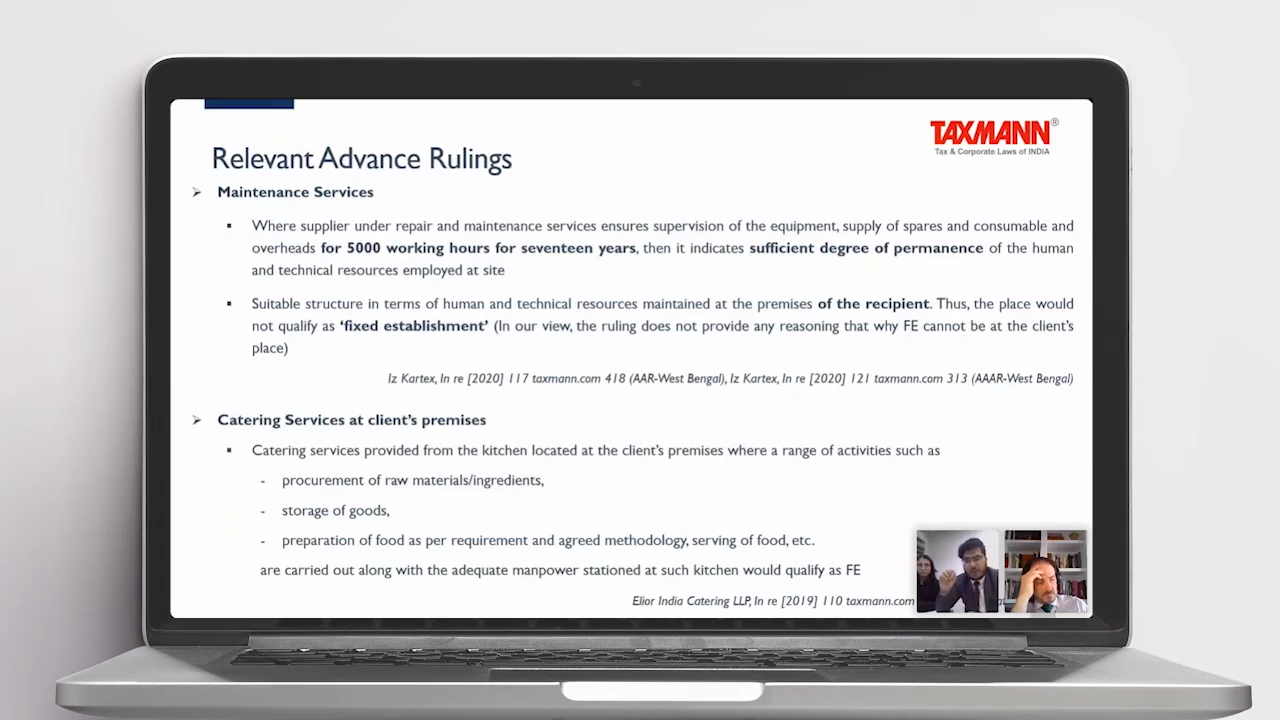 TAXMANN®
Tax & Corporate Laws of INDIA
Relevant Advance Rulings
➢ Maintenance Services
▪ Where supplier under repair and maintenance services ensures supervision of the equipment, supply of spares and consumable and
overheads for 5000 working hours for seventeen years, then it indicates sufficient degree of permanence of the human
and technical resources employed at site
▪ Suitable structure in terms of human and technical resources maintained at the premises of the recipient. Thus, the place would
not qualify as ‘fixed establishment’ (In our view, the ruling does not provide any reasoning that why FE cannot be at the client’s
place)
Iz Kartex, In re [2020] 117 taxmann.com 418 (AAR-West Bengal), Iz Kartex, In re [2020] 121 taxmann.com 313 (AAAR-West Bengal)
➢ Catering Services at client’s premises
▪ Catering services provided from the kitchen located at the client’s premises where a range of activities such as
- procurement of raw materials/ingredients,
- storage of goods,
- preparation of food as per requirement and agreed methodology, serving of food, etc.
are carried out along with the adequate manpower stationed at such kitchen would qualify as FE
Elior India Catering LLP, In re [2019] 110 taxmann.com